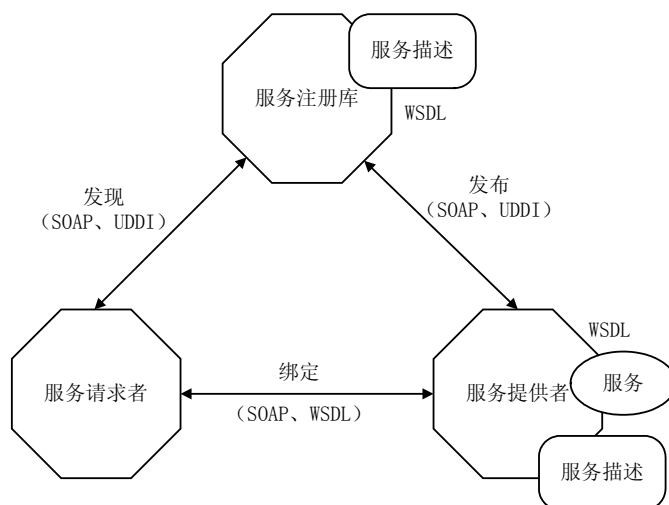 服务描述
服务注册库
WSDL
发现
（SOAP、UDDI）
发布
（SOAP、UDDI）
WSDL
服务请求者
绑定
（SOAP、WSDL）
服务提供者
服务
服务描述